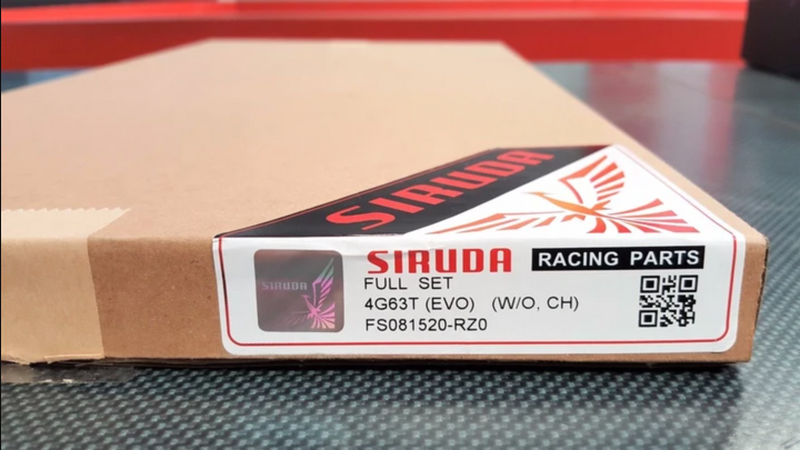 SIRUDA
SIRUDA
SIRUDA RACING PARTS
FULL SET
4G63T (EVO) (W/O, CH)
FS081520-RZ0